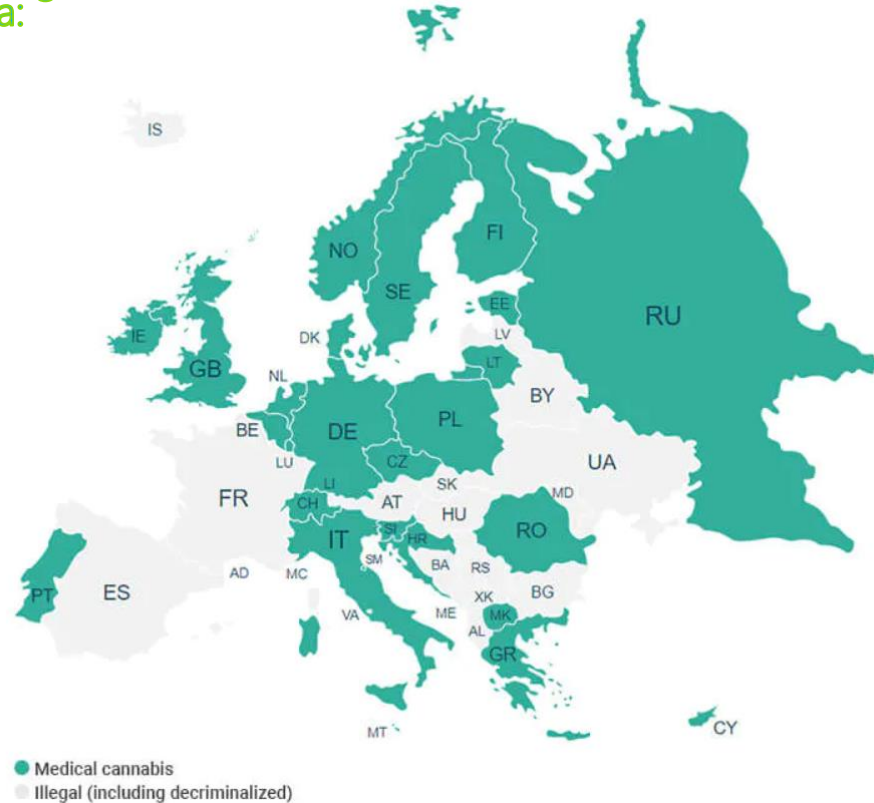 a:
IS
NO
FI
SE
EE
RU
DK
LV
IE
LT
GB
NL
BY
DE
PL
BE
CZ
UA
LU
SK
LI
MD
FR
CH
AT
HU
IT
SI
HR
RO
SM
BA
RS
AD
MC
PT
ES
XK
BG
VA
ME
MK
AL
GR
CY
MT
Medical cannabis
Illegal (including decriminalized)